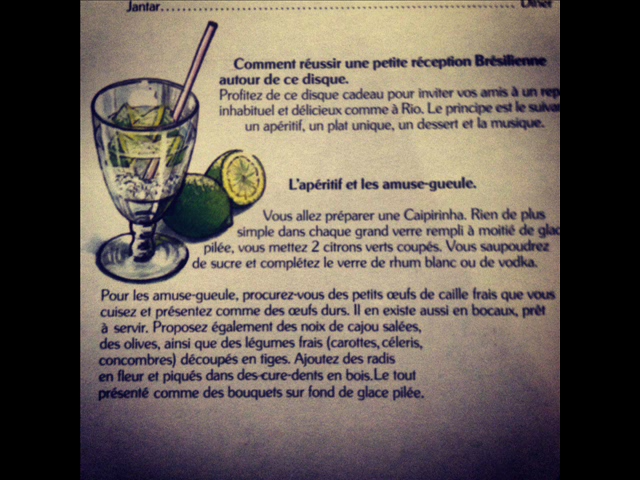 Jantar........................................................ Dîner
Comment réussir une petite réception Brésilienne
autour de ce disque.
Profitez de ce disque cadeau pour inviter vos amis à un rep
inhabituel et délicieux comme à Rio. Le principe est le suivan
un apéritif, un plat unique, un dessert et la musique.
L'apéritif et les amuse-gueule.
Vous allez préparer une Caipirinha. Rien de plus
simple dans chaque grand verre rempli à moitié de glac
pilée, vous mettez 2 citrons verts coupés. Vous saupoudrez
de sucre et complétez le verre de rhum blanc ou de vodka.
Pour les amuse-gueule, procurez-vous des petits œufs de caille frais que vous
cuisez et présentez comme des œufs durs. Il en existe aussi en bocaux, prêt
à servir. Proposez également des noix de cajou salées,
des olives, ainsi que des légumes frais (carottes, céleris,
concombres) découpés en tiges. Ajoutez des radis
en fleur et piqués dans des cure-dents en bois.Le tout
présenté comme des bouquets sur fond de glace pilée.